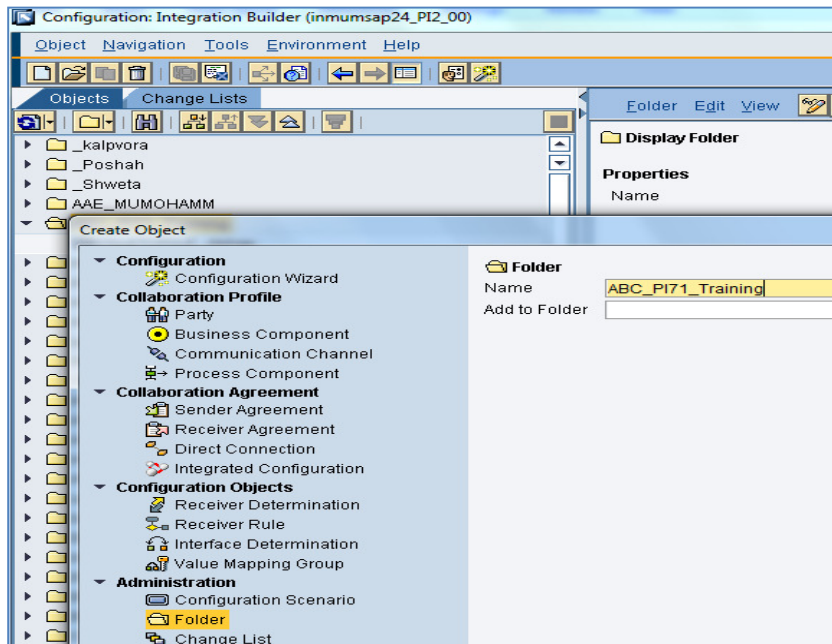 Configuration: Integration Builder (inmumsap24_PI2_00)
Object Navigation Tools Environment Help
Objects Change Lists
_kalpvora
_Poshah
_Shweta
AAE_MUMOHAMM
Folder Edit View
Display Folder
Properties
Name
Create Object
Configuration
Configuration Wizard
Collaboration Profile
Party
Business Component
Communication Channel
Process Component
Collaboration Agreement
Sender Agreement
Receiver Agreement
Direct Connection
Integrated Configuration
Configuration Objects
Receiver Determination
Receiver Rule
Interface Determination
Value Mapping Group
Administration
Configuration Scenario
Folder
Change List
Folder
Name ABC_PI71_Training
Add to Folder